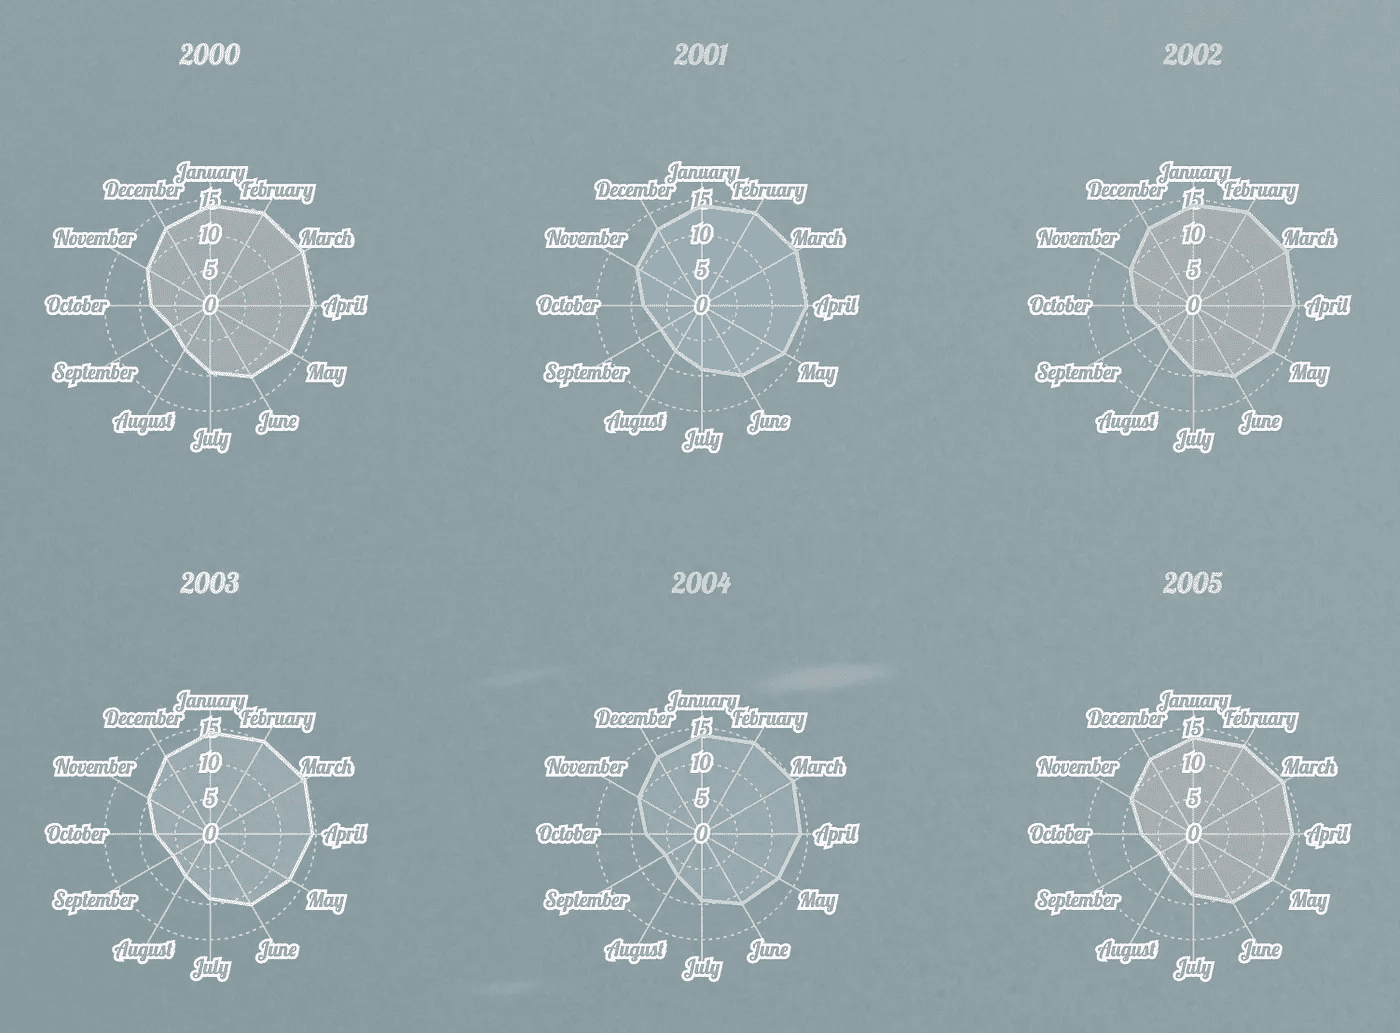 2000
2001
2002
January
December
February
15
November
10
March
5
October
0
April
September
May
August
June
July
January
December
February
15
November
10
March
5
October
0
April
September
May
August
June
July
January
December
February
15
November
10
March
5
October
0
April
September
May
August
June
July
2003
2004
2005
January
December
February
15
November
10
March
5
October
0
April
September
May
August
June
July
January
December
February
15
November
10
March
5
October
0
April
September
May
August
June
July
January
December
February
15
November
10
March
5
October
0
April
September
May
August
June
July